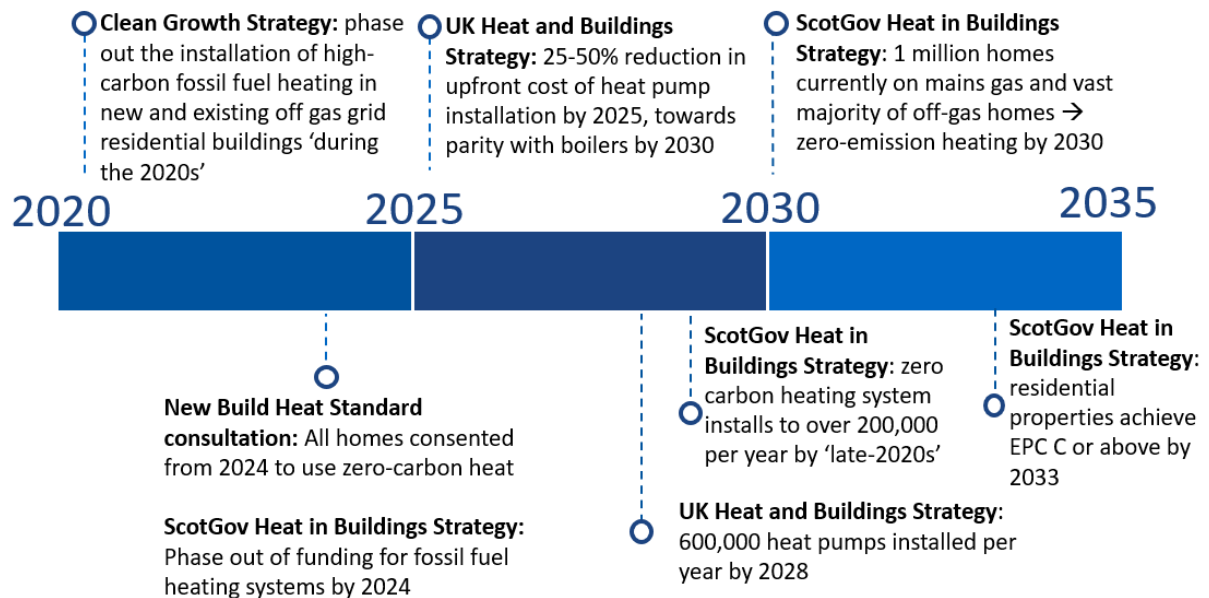 Clean Growth Strategy: phase
out the installation of high-
carbon fossil fuel heating in
new and existing off gas grid
residential buildings ‘during
the 2020s’
UK Heat and Buildings
Strategy: 25-50% reduction in
upfront cost of heat pump
installation by 2025, towards
parity with boilers by 2030
ScotGov Heat in Buildings
Strategy: 1 million homes
currently on mains gas and vast
majority of off-gas homes →
zero-emission heating by 2030
2020
2025
2030
2035
New Build Heat Standard
consultation: All homes consented
from 2024 to use zero-carbon heat
ScotGov Heat in Buildings Strategy:
Phase out of funding for fossil fuel
heating systems by 2024
ScotGov Heat in
Buildings Strategy: zero
carbon heating system
installs to over 200,000
per year by ‘late-2020s’
UK Heat and Buildings Strategy:
600,000 heat pumps installed per
year by 2028
ScotGov Heat in
Buildings Strategy:
residential
properties achieve
EPC C or above by
2033